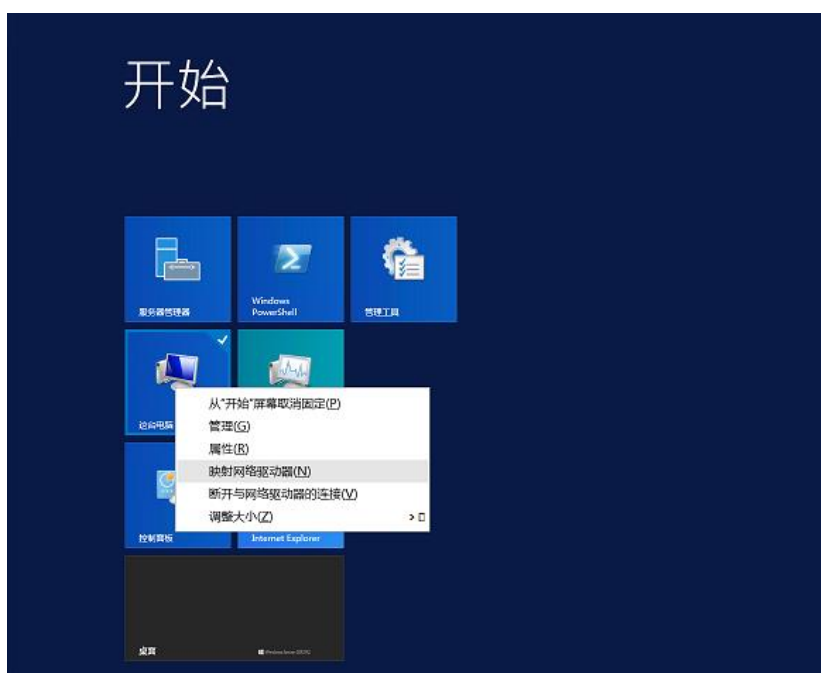 开始
服务器管理器
Windows
PowerShell
管理工具
这台电脑
从"开始"屏幕取消固定(P)
管理(G)
属性(R)
映射网络驱动器(N)
断开与网络驱动器的连接(V)
调整大小(Z)
控制面板
Internet Explorer
桌面